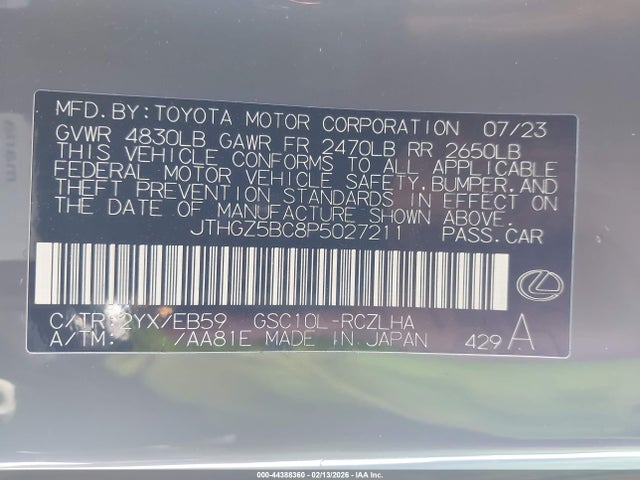 MFD.BY:TOYOTA MOTOR CORPORATION 07/23
GVWR 4830LB GAWR FR 2470LB RR 2650LB
THIS VEHICLE CONFORMS TO ALL APPLICABLE
FEDERAL MOTOR VEHICLE SAFETY,BUMPER,AND
THEFT PREVENTION STANDARDS IN EFFECT ON
THE DATE OF MANUFACTURE SHOWN ABOVE.
JTHGZ5BC8P5027211 PASS.CAR
C/TR:2YX/EB59 GSC10L-RCZLHA
A/TM: /AA81E MADE IN JAPAN 429 A
000-44388360 - 02/13/2026 - IAA Inc.